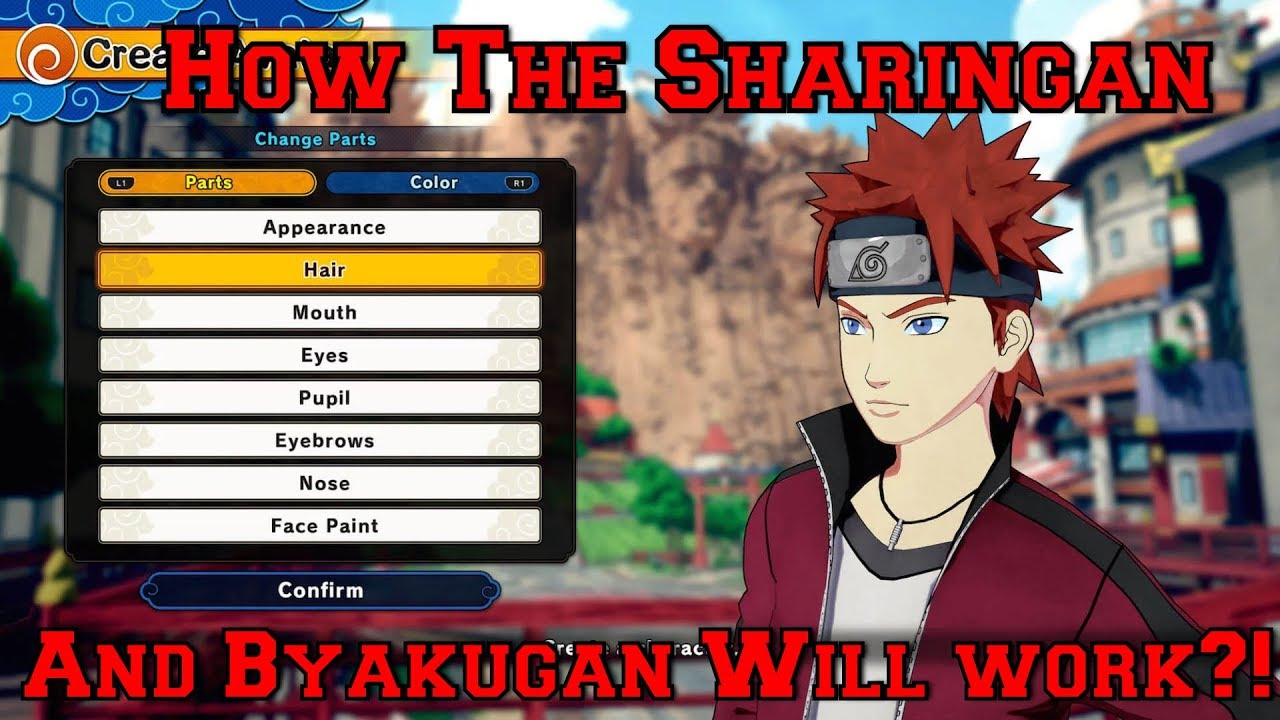 How The Sharingan
Crea
Change Parts
L1 Parts Color R1
Appearance
Hair
Mouth
Eyes
Pupil
Eyebrows
Nose
Face Paint
Confirm
And Byakugan Will work?!